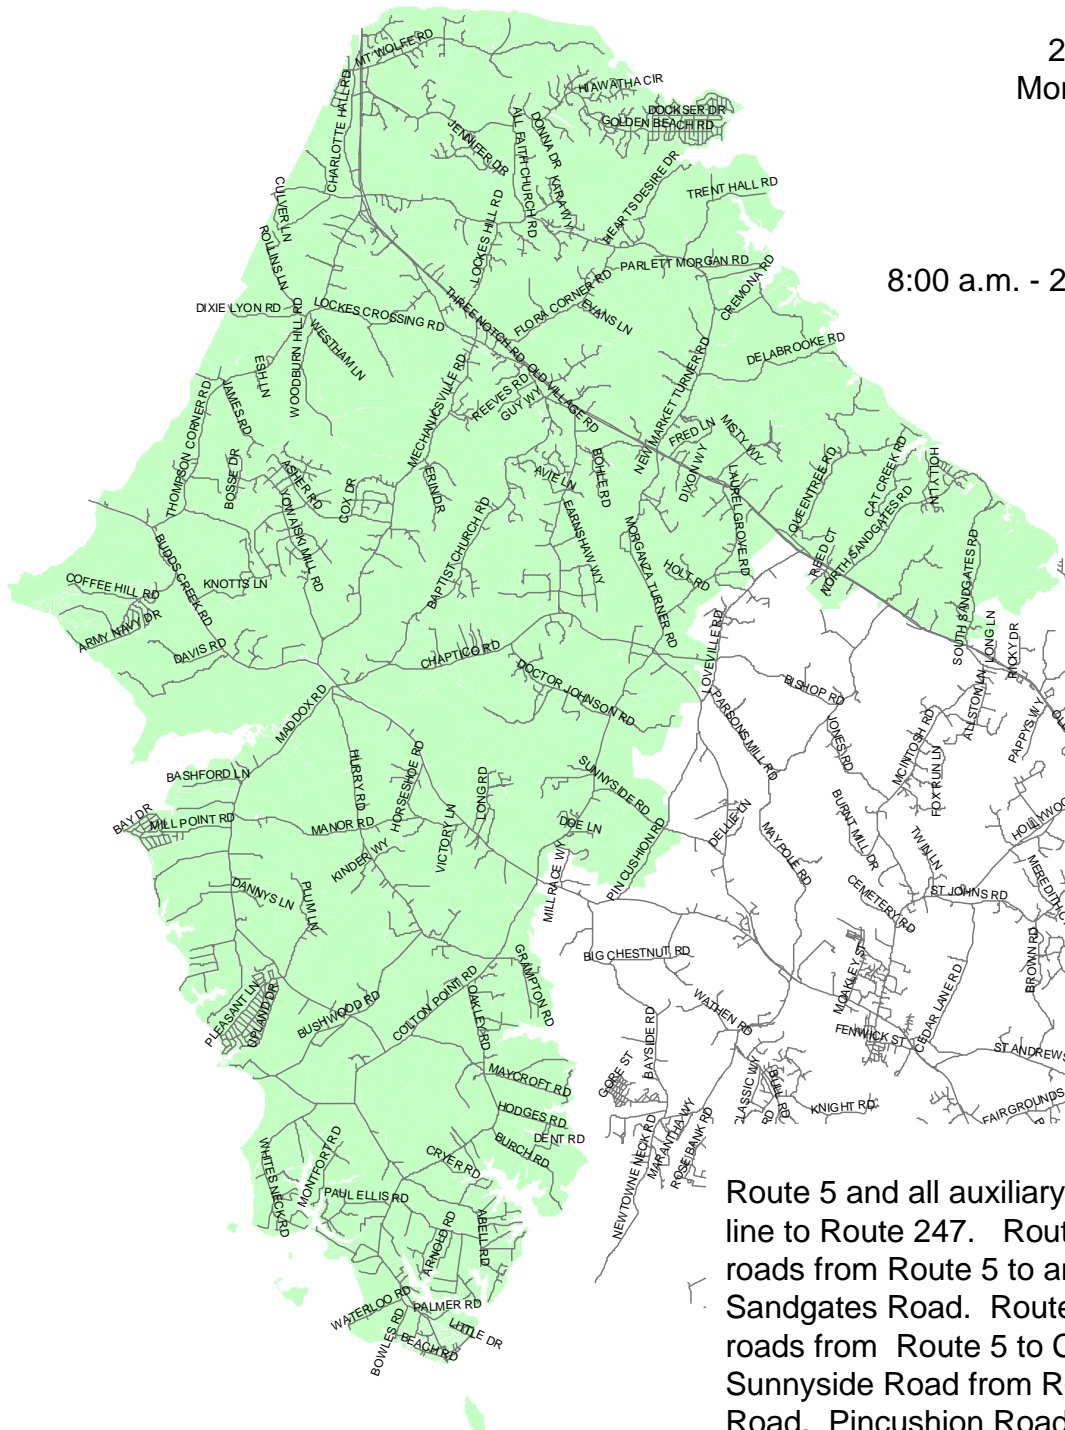 2
Mor
8:00 a.m. - 2
MT WOLFE RD
CHARLOTTE HALL RD
HIAWATHA CIR
DOCKSER DR
GOLDEN BEACH RD
JENNIFER DR
ALL FAITH CHURCH RD
DONNA DR
KARA WY
HEARTS DESIRE DR
TRENT HALL RD
CULVER LN
ROLLINS LN
LOCKES HILL RD
PARLETT MORGAN RD
CREMONA RD
DIXIE LYON RD
LOCKES CROSSING RD
THREE NOTCH RD
FLORA CORNER RD
EVANS LN
WOODBURN HILL RD
WESTHAM LN
DELABROOKE RD
ESH LN
JAMES RD
MECHANICSVILLE RD
REEVES RD
GUY WY
OLD VILLAGE RD
NEW MARKET TURNER RD
THOMPSON CORNER RD
FRED LN
MISTY WY
DIXON WY
BOSSE DR
ASHER RD
YOWAISKI MILL RD
COX DR
ERIN DR
AVIE LN
BOHLE RD
LAUREL GROVE RD
QUEENTREE RD
CAT CREEK RD
HOLLY LN
BUDDS CREEK RD
BAPTIST CHURCH RD
EARNSHAW WY
MORGANZA TURNER RD
HOLT RD
REED CT
NORTH SANDGATES RD
SOUTH SANDGATES RD
COFFEE HILL RD
KNOTTS LN
ARMY NAVY DR
DAVIS RD
CHAPTICO RD
DOCTOR JOHNSON RD
LOVEVILLE RD
LONG LN
RICKY DR
ALLSTON LN
MADDOX RD
BISHOP RD
PARSONS MILL RD
JONES RD
MCINTOSH RD
FOX RUN LN
PAPPYS WY
OL
BASHFORD LN
HURRY RD
HORSESHOE RD
LONG RD
SUNNYSIDE RD
BAY DR
MILL POINT RD
MANOR RD
VICTORY LN
DOE LN
DELLIE LN
MAYPOLE RD
BURNT MILL DR
TWIN LN
HOLLYWOO
KINDER WY
MILL RACE WY
PIN CUSHION RD
MEREDITH C
DANNYS LN
PLUM LN
CEMETERY RD
ST JOHNS RD
BIG CHESTNUT RD
GRAMPTON RD
MOAKLEY ST
BROWN RD
PLEASANT LN
UPLAND DR
BUSHWOOD RD
COLTON POINT RD
OAKLEY RD
WATHEN RD
CEDAR LANE RD
FENWICK ST
ST ANDREWS
BAYSIDE RD
GORE ST
MAYCROFT RD
CLASSIC WY
BULL RD
RD
KNIGHT RD
FAIRGROUNDS
HODGES RD
DENT RD
BURCH RD
CRYER RD
NEWTOWNE NECK RD
MARANTHA WY
ROSEBANK RD
WHITES NECK RD
MONTFORT RD
PAUL ELLIS RD
ARNOLD RD
ABELL RD
WATERLOO RD
PALMER RD
BOWLES RD
BEACH RD
LITTLE DR
Route 5 and all auxiliary
line to Route 247.   Rout
roads from Route 5 to a
Sandgates Road.  Route
roads from  Route 5 to C
Sunnyside Road from R
Road.  Pincushion Road